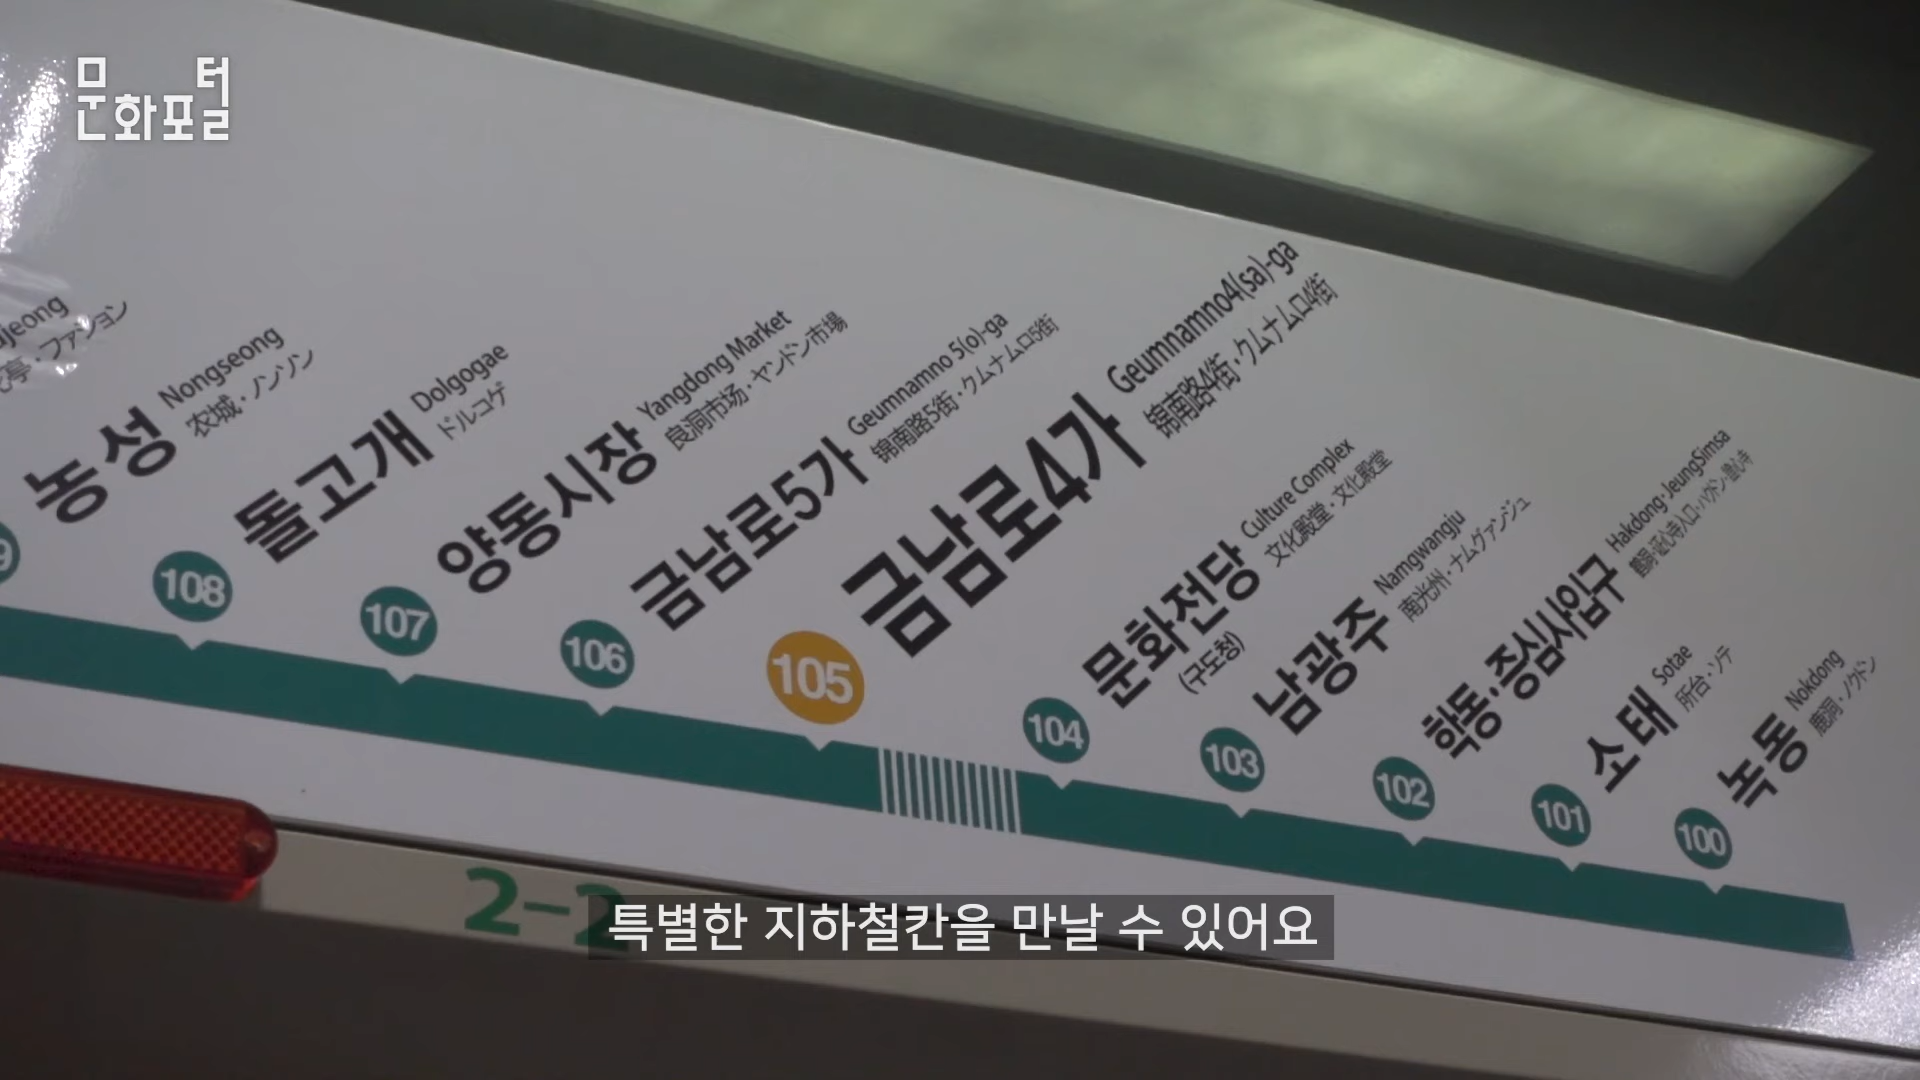 문화포털
농성 Nongseong
农城・ノンソン
108
돌고개 Dolgogae
ドルコゲ
107
양동시장 Yangdong Market
良洞市场・ヤンドン市場
106
금남로5가 Geumnamno 5(o)-ga
锦南路5街・クムナムロ5街
105
금남로4가 Geumnamno4(sa)-ga
锦南路4街・クムナムロ4街
104
문화전당 Culture Complex
(구도청) 文化殿堂・文化殿堂
103
남광주 Namgwangju
南光州・ナムグァンジュ
102
학동·증심사입구 Hakdong·JeungSimsa
101
소태 Sotae
所台・ソテ
100
녹동 Nokdong
鹿洞・ノクドン
2-2
특별한 지하철칸을 만날 수 있어요